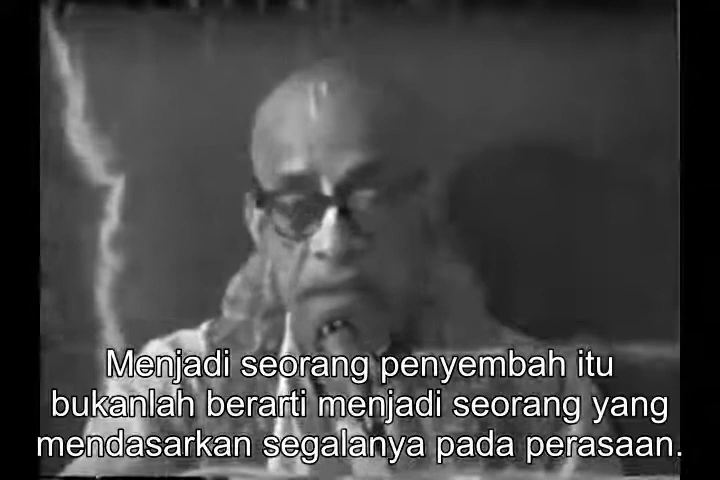 Menjadi seorang penyembah itu
bukanlah berarti menjadi seorang yang
mendasarkan segalanya pada perasaan.